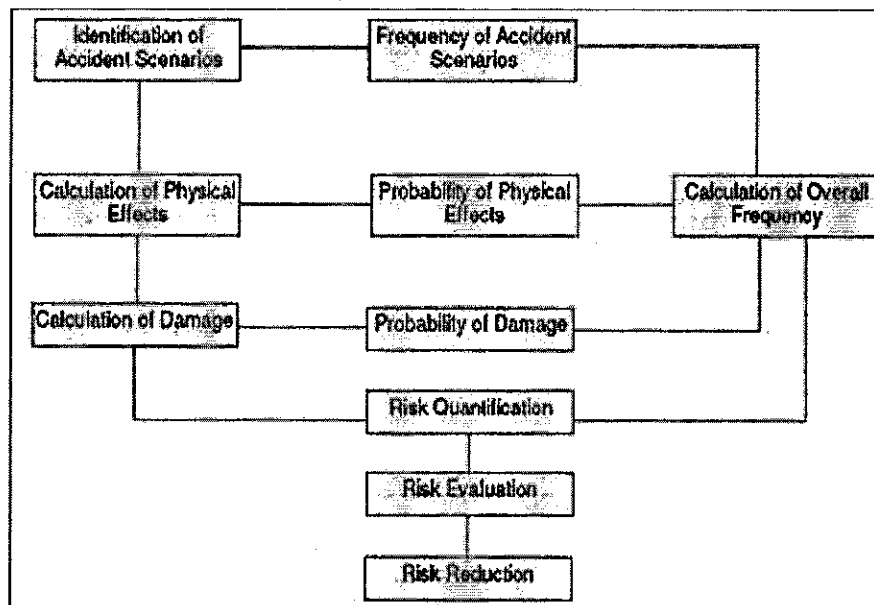 Identification of
Accident Scenarios
Frequency of Accident
Scenarios
Calculation of Physical
Effects
Probability of Physical
Effects
Calculation of Overall
Frequency
Calculation of Damage
Probability of Damage
Risk Quantification
Risk Evaluation
Risk Reduction